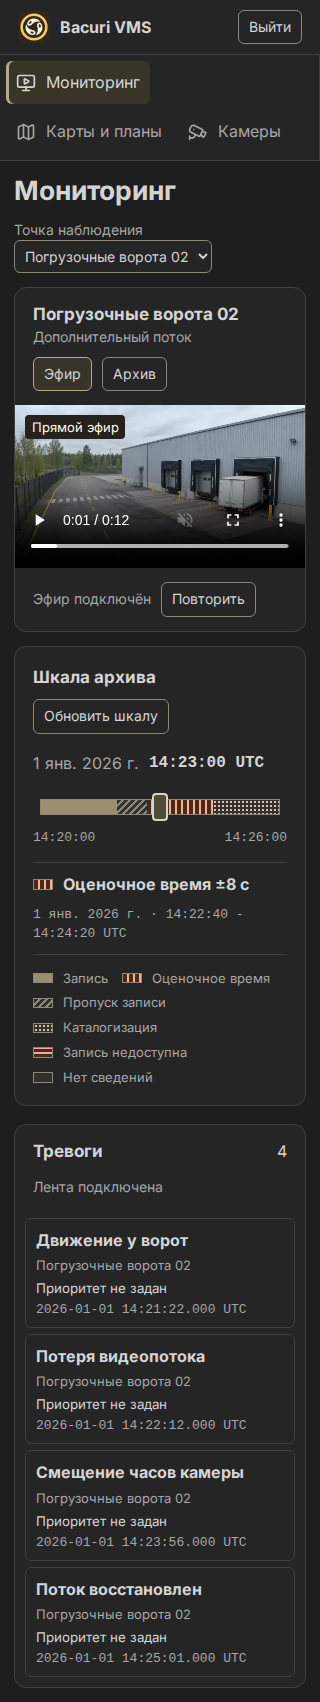 Bacuri VMS
Выйти
Мониторинг
Карты и планы
Камеры
Мониторинг
Точка наблюдения
Погрузочные ворота 02
Погрузочные ворота 02
Дополнительный поток
Эфир
Архив
Прямой эфир
0:01 / 0:12
Эфир подключён
Повторить
Шкала архива
Обновить шкалу
1 янв. 2026 г. 14:23:00 UTC
14:20:00
14:26:00
Оценочное время ±8 с
1 янв. 2026 г. · 14:22:40 -
14:24:20 UTC
Запись
Оценочное время
Пропуск записи
Каталогизация
Запись недоступна
Нет сведений
Тревоги
4
Лента подключена
Движение у ворот
Погрузочные ворота 02
Приоритет не задан
2026-01-01 14:21:22.000 UTC
Потеря видеопотока
Погрузочные ворота 02
Приоритет не задан
2026-01-01 14:22:12.000 UTC
Смещение часов камеры
Погрузочные ворота 02
Приоритет не задан
2026-01-01 14:23:56.000 UTC
Поток восстановлен
Погрузочные ворота 02
Приоритет не задан
2026-01-01 14:25:01.000 UTC